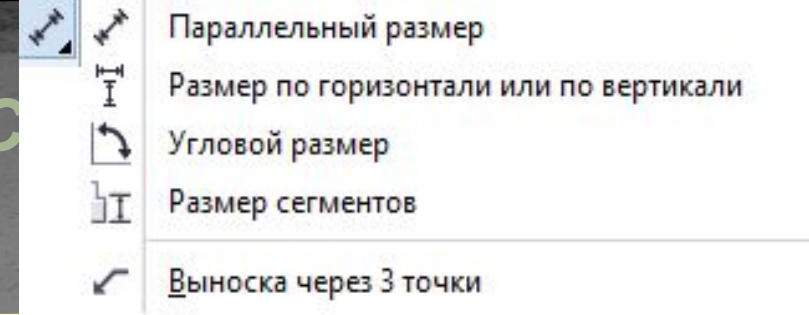 Параллельный размер
Размер по горизонтали или по вертикали
Угловой размер
Размер сегментов
Выноска через 3 точки